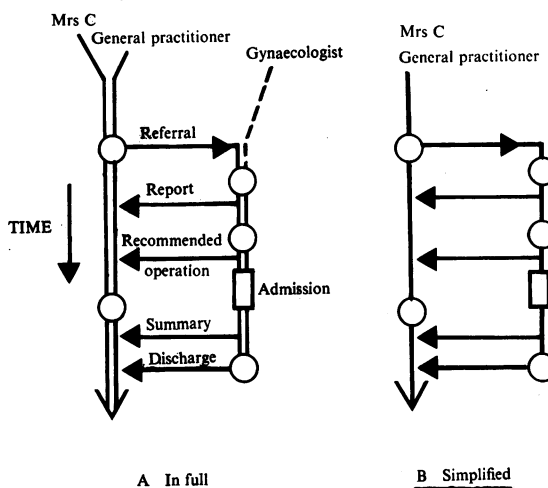 Mrs C
General practitioner
Gynaecologist
Referral
Report
TIME
Recommended
operation
Admission
Summary
Discharge
A In full
Mrs C
General practitioner
B Simplified